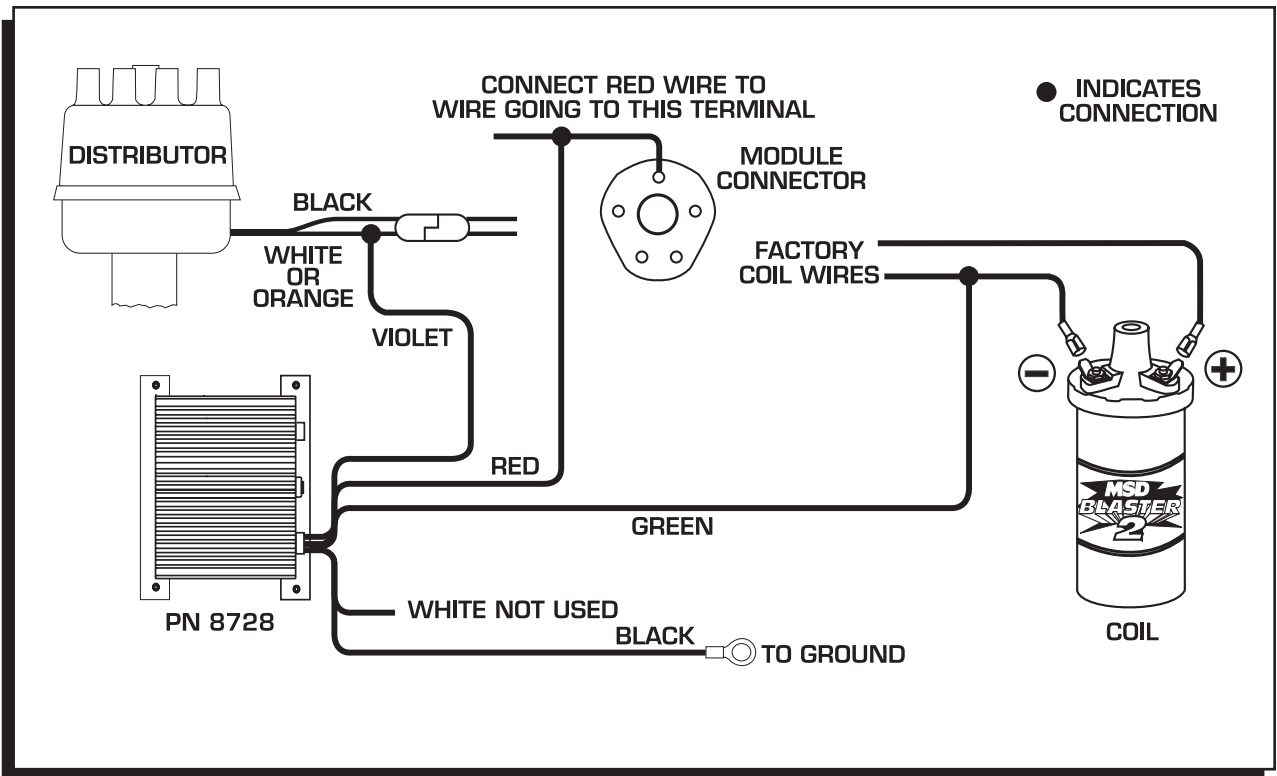 CONNECT RED WIRE TO
WIRE GOING TO THIS TERMINAL
INDICATES
CONNECTION
DISTRIBUTOR
MODULE
CONNECTOR
BLACK
WHITE
OR
ORANGE
FACTORY
COIL WIRES
VIOLET
−
+
RED
MSD
BLASTER
2
GREEN
WHITE NOT USED
PN 8728
BLACK
TO GROUND
COIL